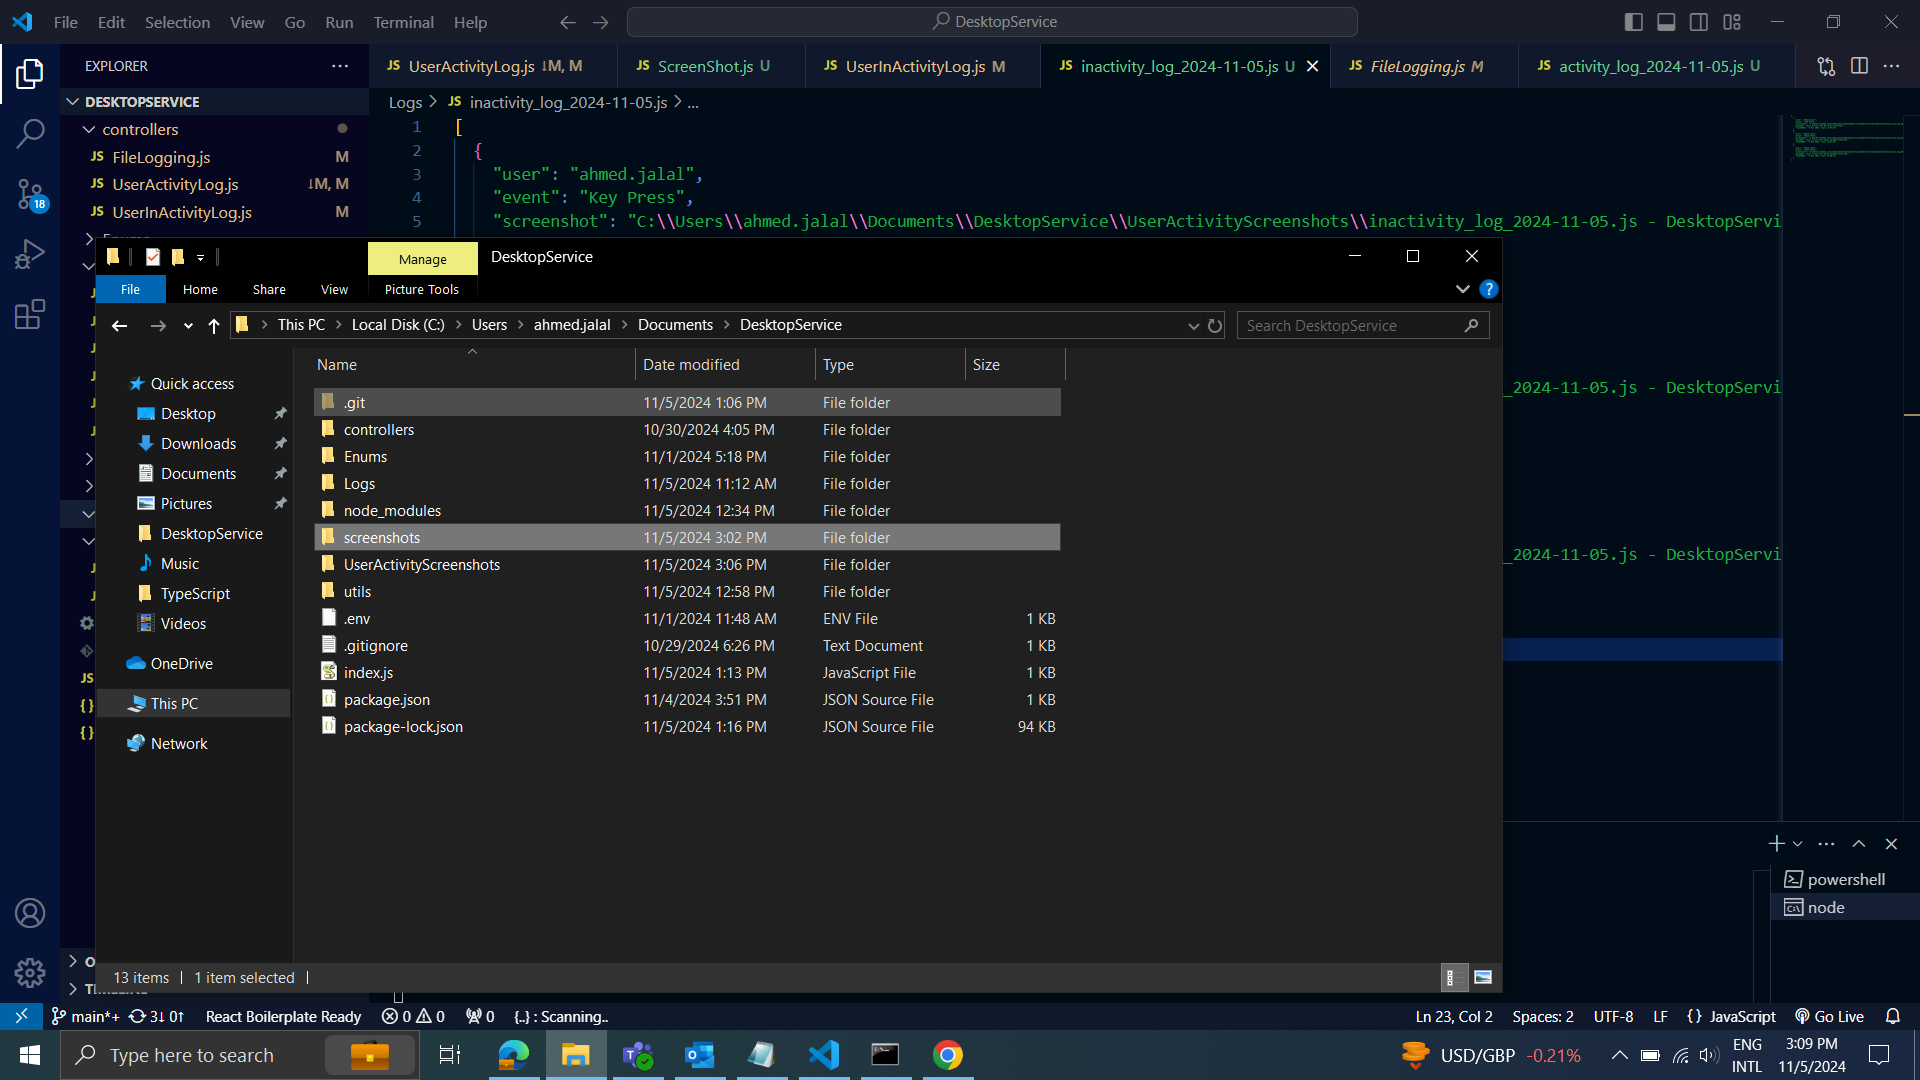 File Edit Selection View Go Run Terminal Help
DesktopService
EXPLORER
UserActivityLog.js ↓M, M
JS ScreenShot.js U
JS UserInActivityLog.js M
JS inactivity_log_2024-11-05.js U
JS FileLogging.js M
JS activity_log_2024-11-05.js U
DESKTOPSERVICE
Logs > JS inactivity_log_2024-11-05.js > ...
controllers
JS FileLogging.js M
JS UserActivityLog.js ↓M, M
JS UserInActivityLog.js M
18
1 [
2 {
3 "user": "ahmed.jalal",
4 "event": "Key Press",
5 "screenshot": "C:\\Users\\ahmed.jalal\\Documents\\DesktopService\\UserActivityScreenshots\\inactivity_log_2024-11-05.js - DesktopServi
_2024-11-05.js - DesktopServi
_2024-11-05.js - DesktopServi
Manage DesktopService
File Home Share View Picture Tools
This PC > Local Disk (C:) > Users > ahmed.jalal > Documents > DesktopService
Search DesktopService
Name Date modified Type Size
Quick access
Desktop
Downloads
Documents
Pictures
DesktopService
Music
TypeScript
Videos
OneDrive
This PC
Network
.git 11/5/2024 1:06 PM File folder
controllers 10/30/2024 4:05 PM File folder
Enums 11/1/2024 5:18 PM File folder
Logs 11/5/2024 11:12 AM File folder
node_modules 11/5/2024 12:34 PM File folder
screenshots 11/5/2024 3:02 PM File folder
UserActivityScreenshots 11/5/2024 3:06 PM File folder
utils 11/5/2024 12:58 PM File folder
.env 11/1/2024 11:48 AM ENV File 1 KB
.gitignore 10/29/2024 6:26 PM Text Document 1 KB
index.js 11/5/2024 1:13 PM JavaScript File 1 KB
package.json 11/4/2024 3:51 PM JSON Source File 1 KB
package-lock.json 11/5/2024 1:16 PM JSON Source File 94 KB
13 items 1 item selected
powershell
node
main*+ 3↓ 0↑ React Boilerplate Ready 0 0 0 {..} : Scanning..
Ln 23, Col 2 Spaces: 2 UTF-8 LF {} JavaScript Go Live
Type here to search
USD/GBP -0.21%
ENG
INTL
3:09 PM
11/5/2024